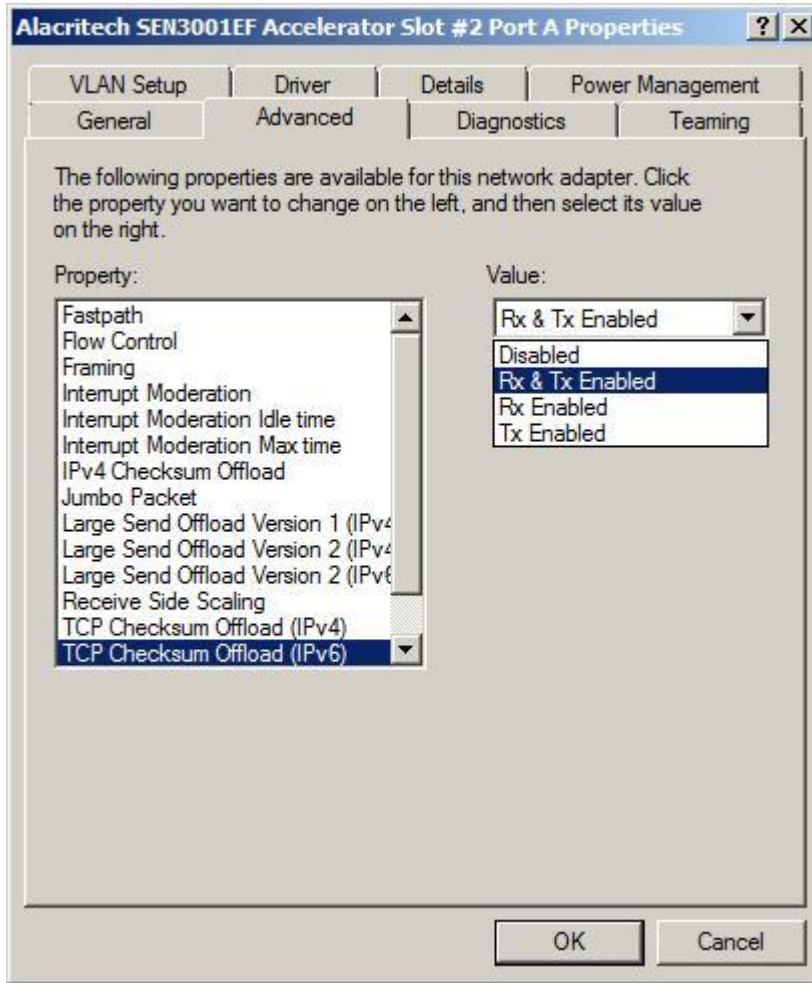 Alacritech SEN3001EF Accelerator Slot #2 Port A Properties
VLAN Setup Driver Details Power Management
General Advanced Diagnostics Teaming
The following properties are available for this network adapter. Click
the property you want to change on the left, and then select its value
on the right.
Property:
Fastpath
Flow Control
Framing
Interrupt Moderation
Interrupt Moderation Idle time
Interrupt Moderation Max time
IPv4 Checksum Offload
Jumbo Packet
Large Send Offload Version 1 (IPv4
Large Send Offload Version 2 (IPv4
Large Send Offload Version 2 (IPv6
Receive Side Scaling
TCP Checksum Offload (IPv4)
TCP Checksum Offload (IPv6)
Value:
Rx & Tx Enabled
Disabled
Rx & Tx Enabled
Rx Enabled
Tx Enabled
OK Cancel